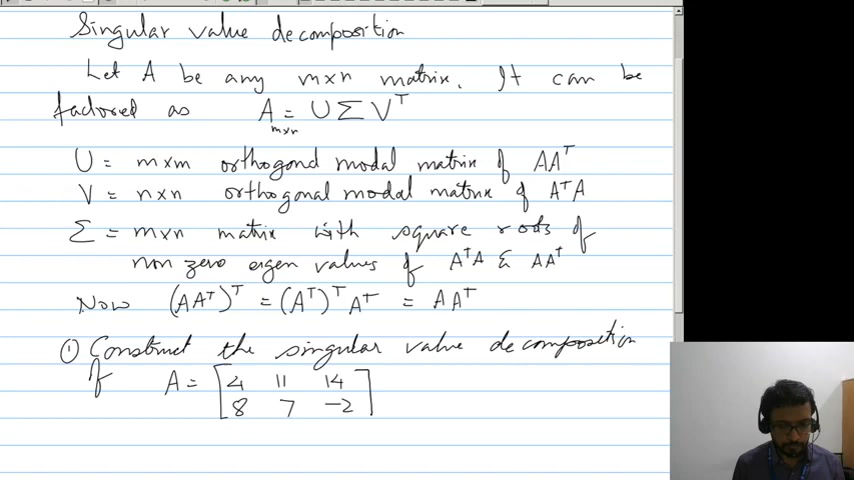 Singular value decomposition
Let A be any m×n matrix. It can be
factored as A m×n = U Σ V^T
U = m×m orthogonal modal matrix of AA^T
V = n×n orthogonal modal matrix of A^TA
Σ = m×n matrix with square roots of
non zero eigen values of A^TA & AA^T
Now (AA^T)^T = (A^T)^T A^T = AA^T
① Construct the singular value decomposition
of A = [4 11 14
8 7 -2]